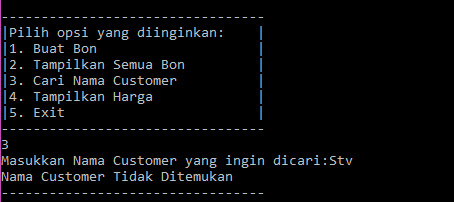 ---------------------------------
|Pilih opsi yang diinginkan:    |
|1. Buat Bon                    |
|2. Tampilkan Semua Bon         |
|3. Cari Nama Customer          |
|4. Tampilkan Harga             |
|5. Exit                        |
---------------------------------
3
Masukkan Nama Customer yang ingin dicari:Stv
Nama Customer Tidak Ditemukan
---------------------------------